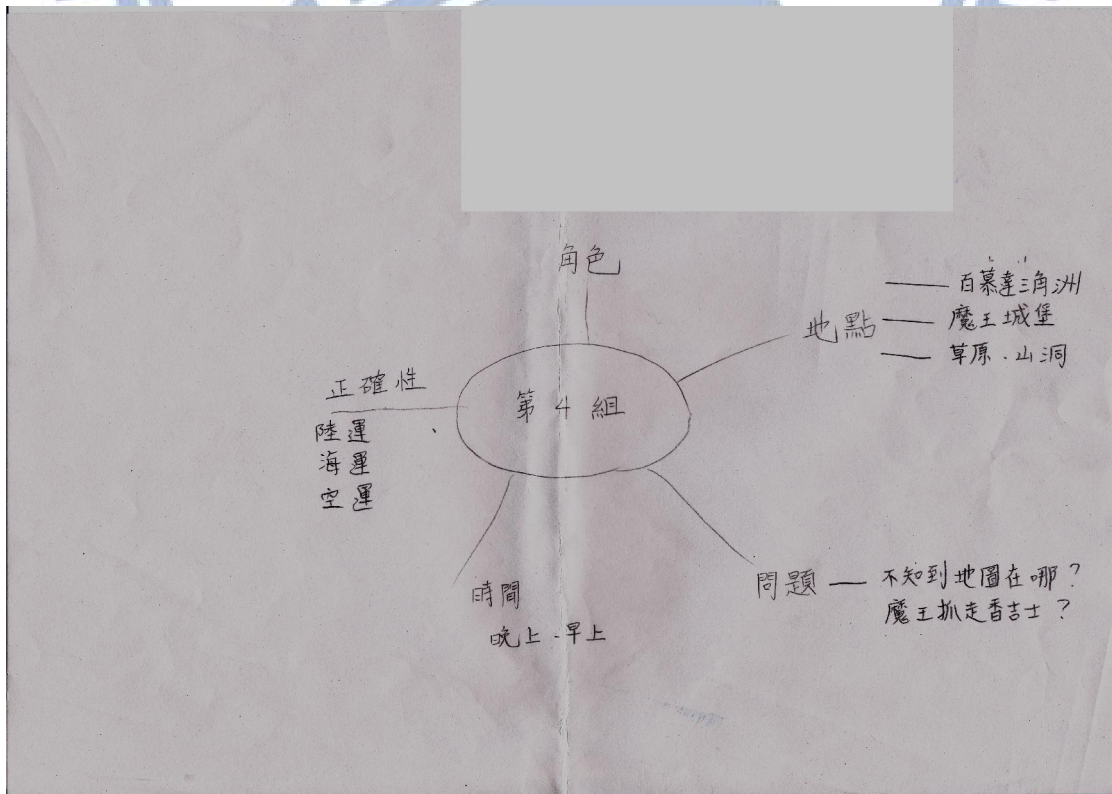 角色
地點
百慕達三角洲
魔王城堡
草原．山洞
第4組
正確性
陸運
海運
空運
問題
不知到地圖在哪？
魔王抓走香吉士？
時間
晚上．早上